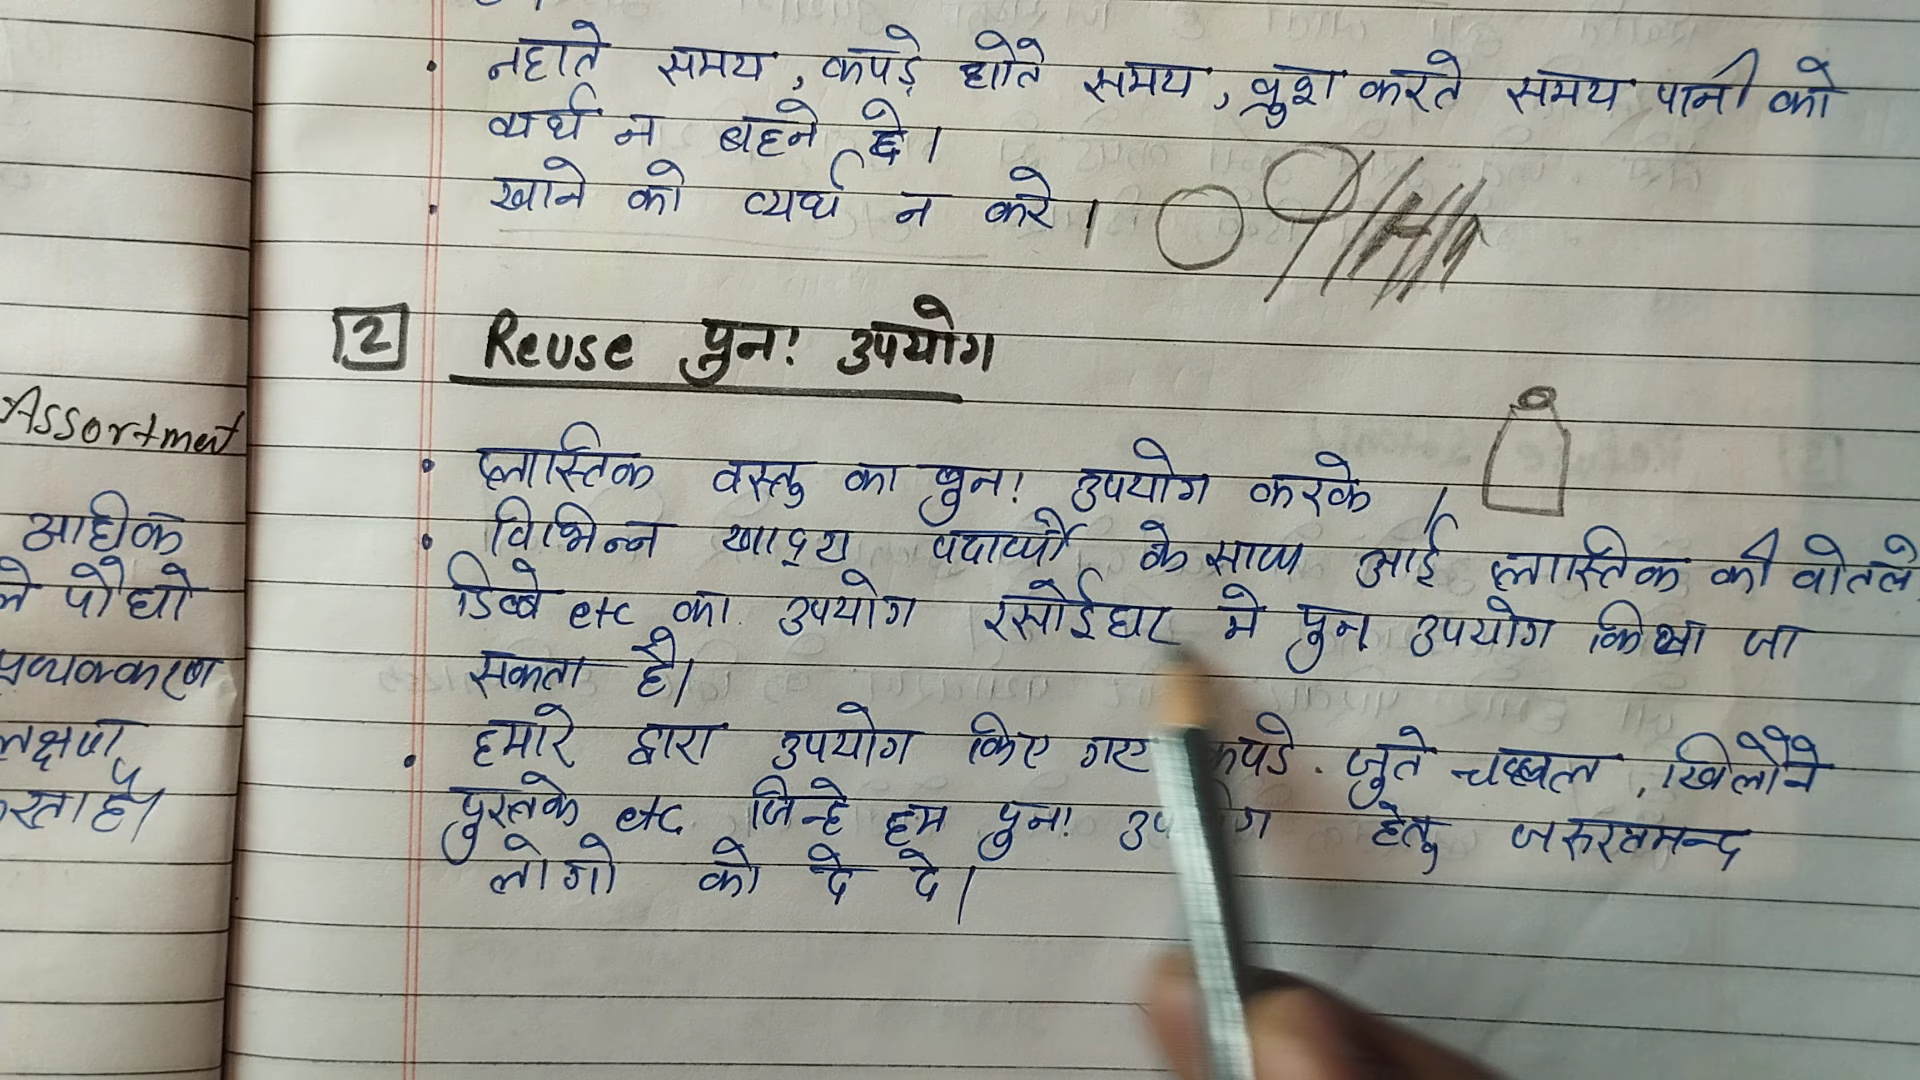 नहाते समय, कपड़े धोते समय, ब्रुश करते समय पानी को
व्यर्थ न बहने दे।
खाने को व्यर्थ न करे।
2 Reuse पुन! उपयोग
प्लास्टिक वस्तु का पुन! उपयोग करके।
विभिन्न खाद्य पदार्थो के साथ आई प्लास्टिक की बोतले,
डिब्बे etc का उपयोग रसोईघर मे पुन उपयोग किया जा
सकता है।
हमारे द्वारा उपयोग किए गए कपडे. जुते चप्पल, खिलौने
पुस्तके etc जिन्हे हम पुन! हेतु जरुरतमन्द
लोगो को दे दे।
Assortment
अधिक
पौधो
लक्षण